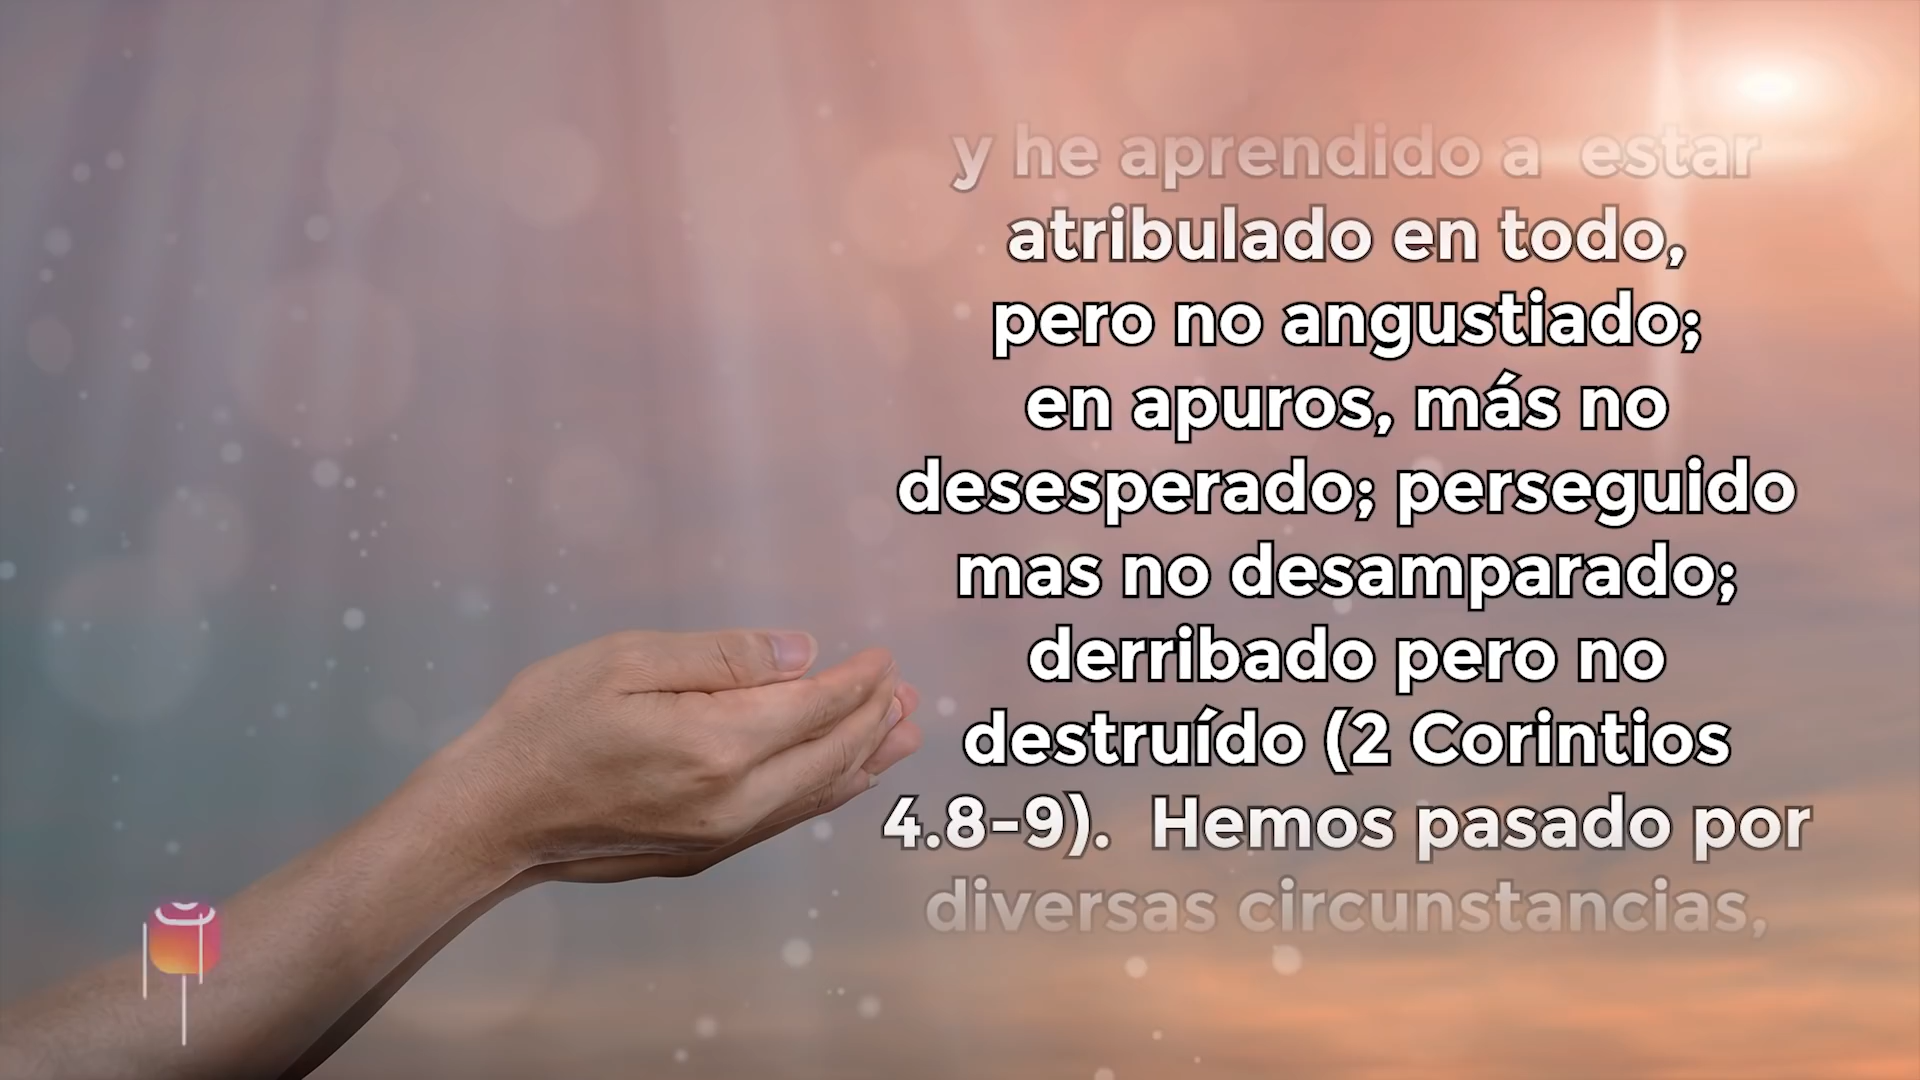 y he aprendido a  estar
atribulado en todo,
pero no angustiado;
en apuros, más no
desesperado; perseguido
mas no desamparado;
derribado pero no
destruído (2 Corintios
4.8-9).  Hemos pasado por
diversas circunstancias,